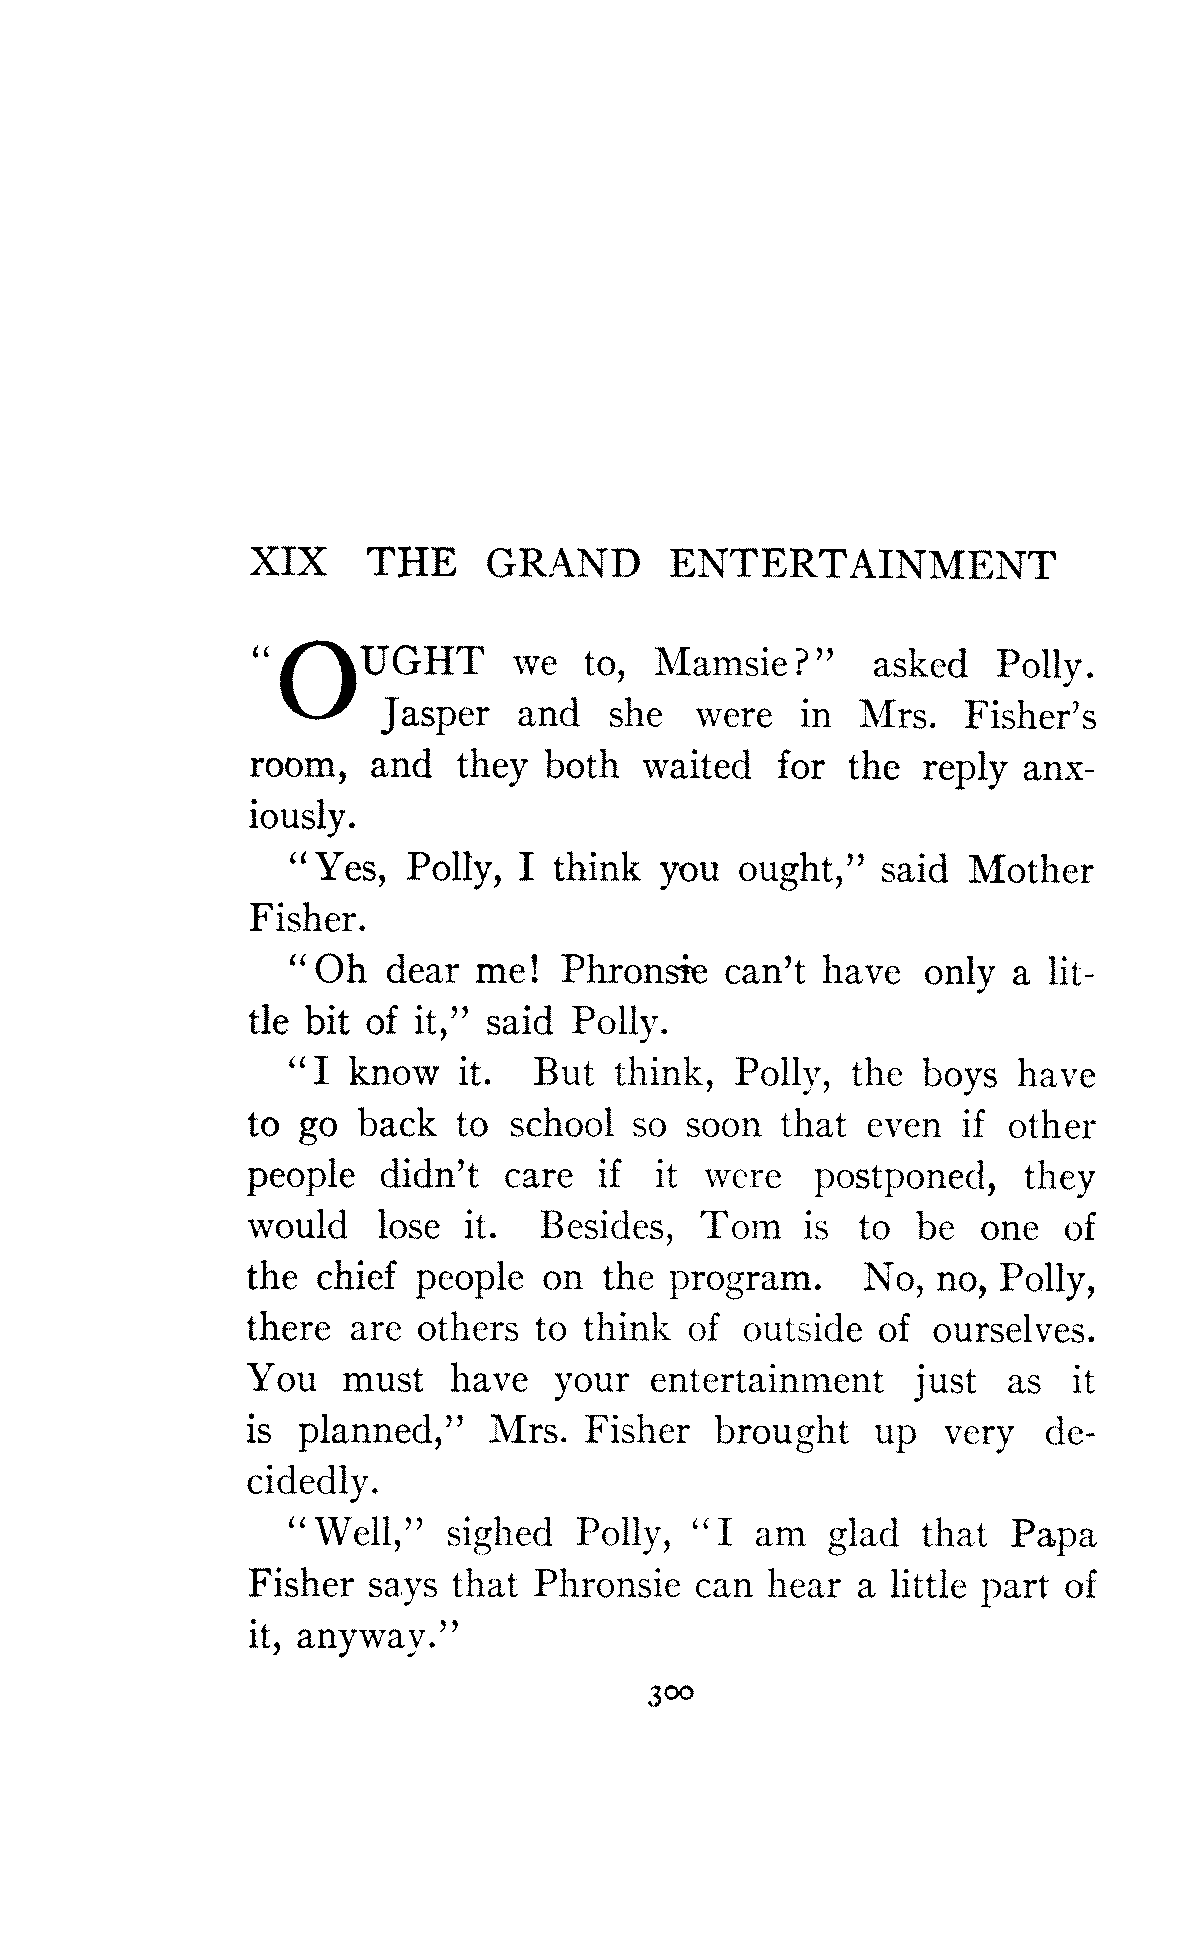 XIX THE GRAND ENTERTAINMENT
“OUGHT we to, Mamsie?” asked Polly.
Jasper and she were in Mrs. Fisher’s
room, and they both waited for the reply anx-
iously.
“Yes, Polly, I think you ought,” said Mother
Fisher.
“Oh dear me! Phronsie can’t have only a lit-
tle bit of it,” said Polly.
“I know it. But think, Polly, the boys have
to go back to school so soon that even if other
people didn’t care if it were postponed, they
would lose it. Besides, Tom is to be one of
the chief people on the program. No, no, Polly,
there are others to think of outside of ourselves.
You must have your entertainment just as it
is planned,” Mrs. Fisher brought up very de-
cidedly.
“Well,” sighed Polly, “I am glad that Papa
Fisher says that Phronsie can hear a little part of
it, anyway.”
300